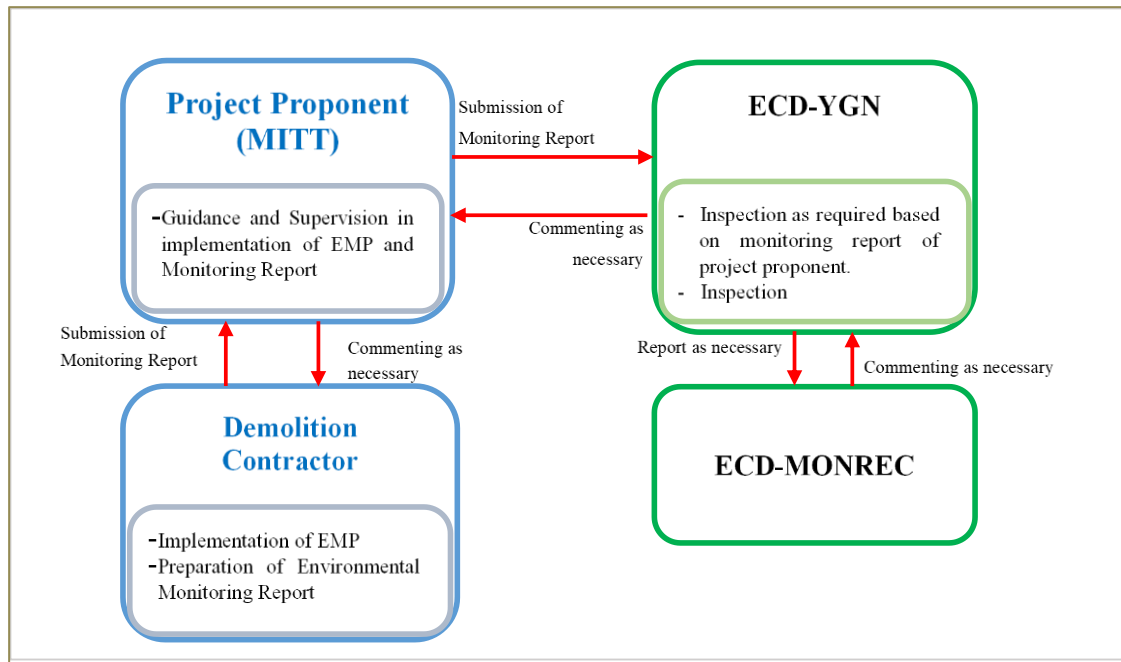 Project Proponent
(MITT)
-Guidance and Supervision in
implementation of EMP and
Monitoring Report
Submission of
Monitoring Report
Commenting as
necessary
ECD-YGN
- Inspection as required based
on monitoring report of
project proponent.
- Inspection
Submission of
Monitoring Report
Commenting as
necessary
Report as necessary
Commenting as necessary
Demolition
Contractor
-Implementation of EMP
-Preparation of Environmental
Monitoring Report
ECD-MONREC